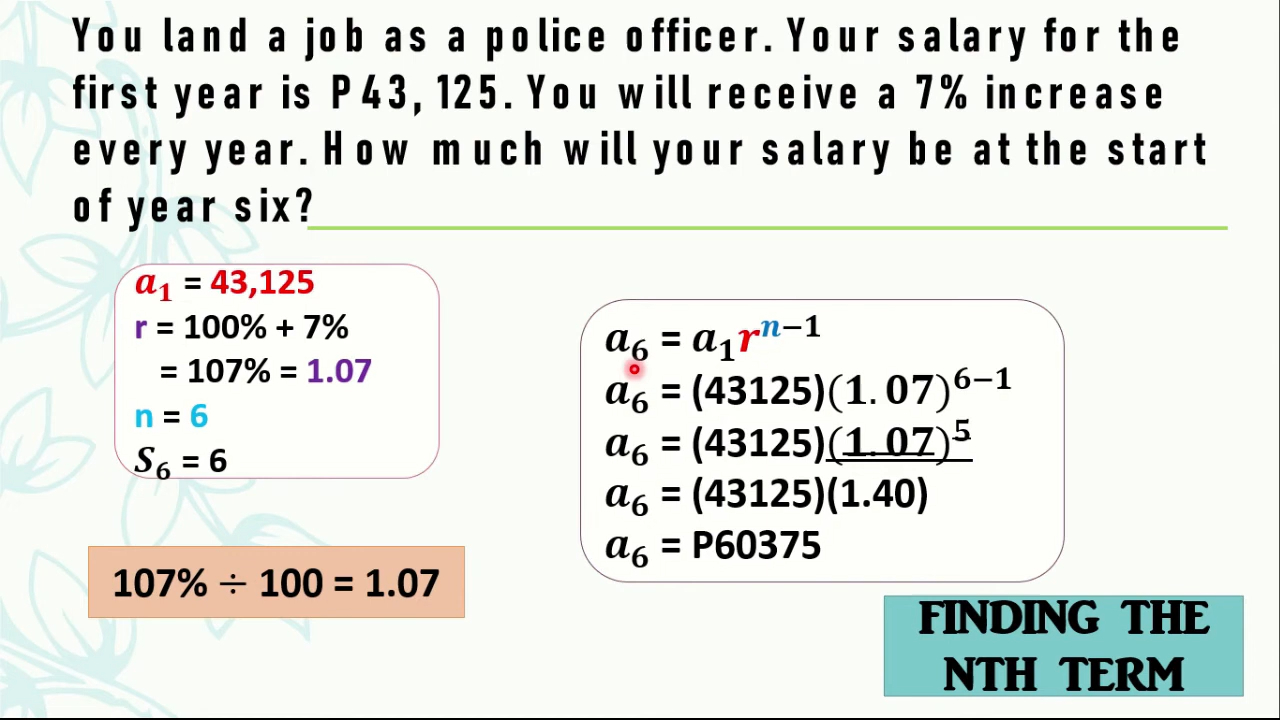 You land a job as a police officer. Your salary for the
first year is P43,125. You will receive a 7% increase
every year. How much will your salary be at the start
of year six?
a₁ = 43,125
r = 100% + 7%
= 107% = 1.07
n = 6
S₆ = 6
107% ÷ 100 = 1.07
a₆ = a₁rⁿ⁻¹
a₆ = (43125)(1.07)⁶⁻¹
a₆ = (43125)(1.07)⁵
a₆ = (43125)(1.40)
a₆ = P60375
FINDING THE
NTH TERM